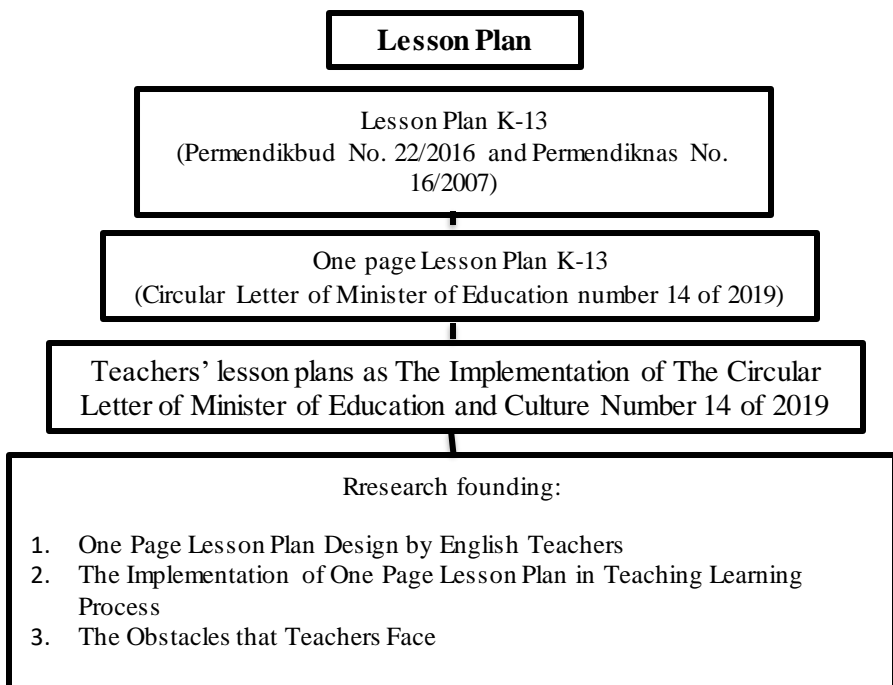 Lesson Plan
Lesson Plan K-13
(Permendikbud No. 22/2016 and Permendiknas No.
16/2007)
One page Lesson Plan K-13
(Circular Letter of Minister of Education number 14 of 2019)
Teachers’ lesson plans as The Implementation of The Circular
Letter of Minister of Education and Culture Number 14 of 2019
Rresearch founding:
1. One Page Lesson Plan Design by English Teachers
2. The Implementation of One Page Lesson Plan in Teaching Learning
Process
3. The Obstacles that Teachers Face